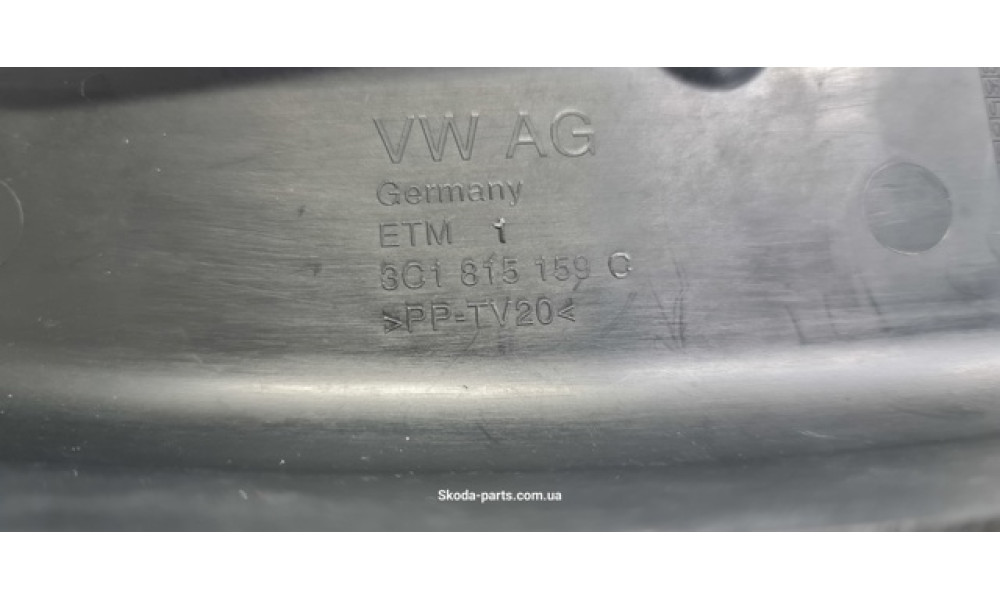 VW AG
Germany
ETM 1
3C1 815 159 C
>PP-TV20<
Skoda-parts.com.ua